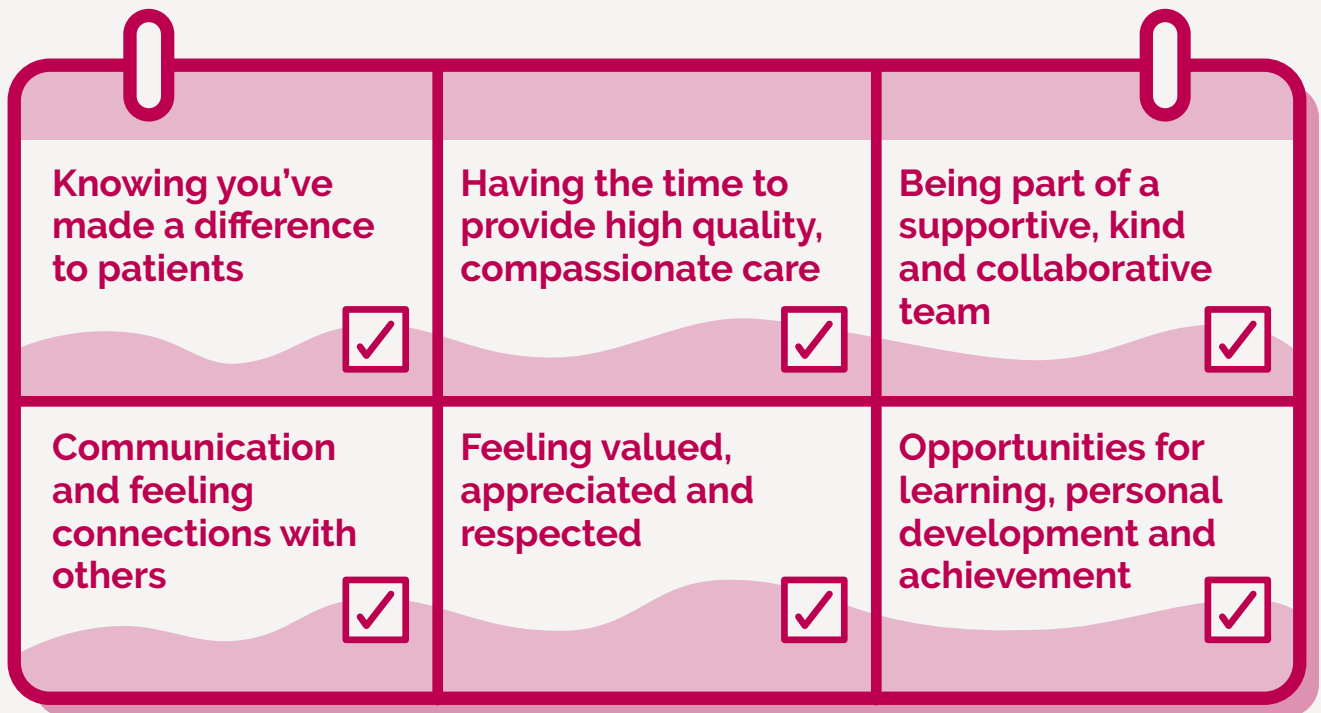 Knowing you’ve
made a difference
to patients
Having the time to
provide high quality,
compassionate care
Being part of a
supportive, kind
and collaborative
team
Communication
and feeling
connections with
others
Feeling valued,
appreciated and
respected
Opportunities for
learning, personal
development and
achievement